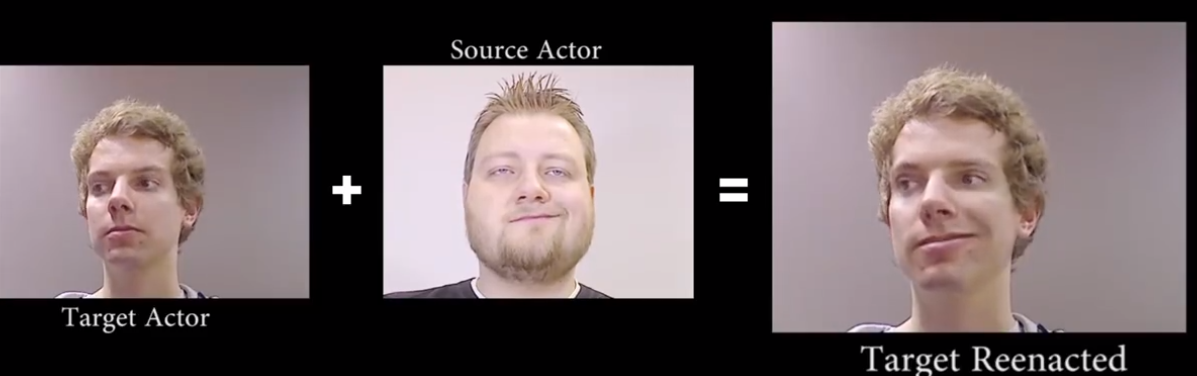 Source Actor
+
=
Target Actor
Target Reenacted